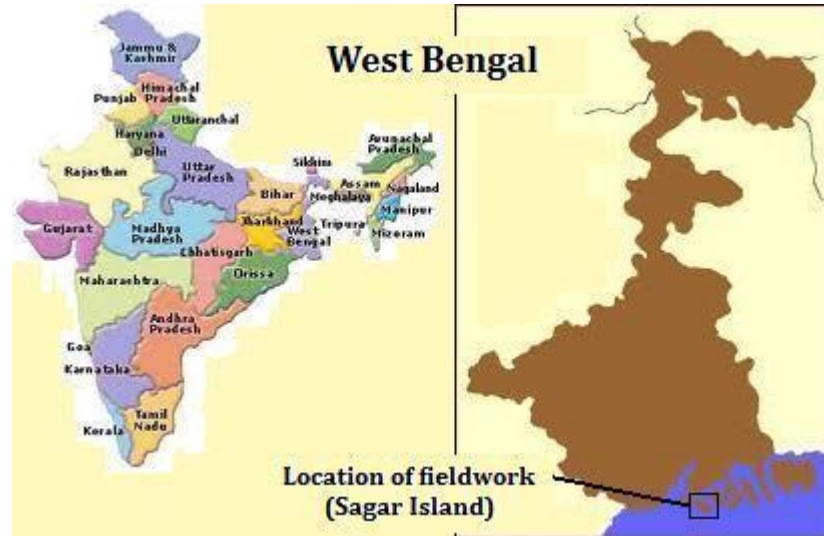 West Bengal
Jammu &
Kashmir
Himachal
Pradesh
Punjab
Uttaranchal
Haryana
Delhi
Arunachal
Pradesh
Rajasthan
Uttar
Pradesh
Sikkim
Assam
Nagaland
Bihar
Meghalaya
Manipur
Gujarat
Madhya
Pradesh
Jharkhand
West
Bengal
Tripura
Mizoram
Chhatisgarh
Orissa
Maharashtra
Andhra
Pradesh
Goa
Karnataka
Tamil
Nadu
Kerala
Location of fieldwork
(Sagar Island)